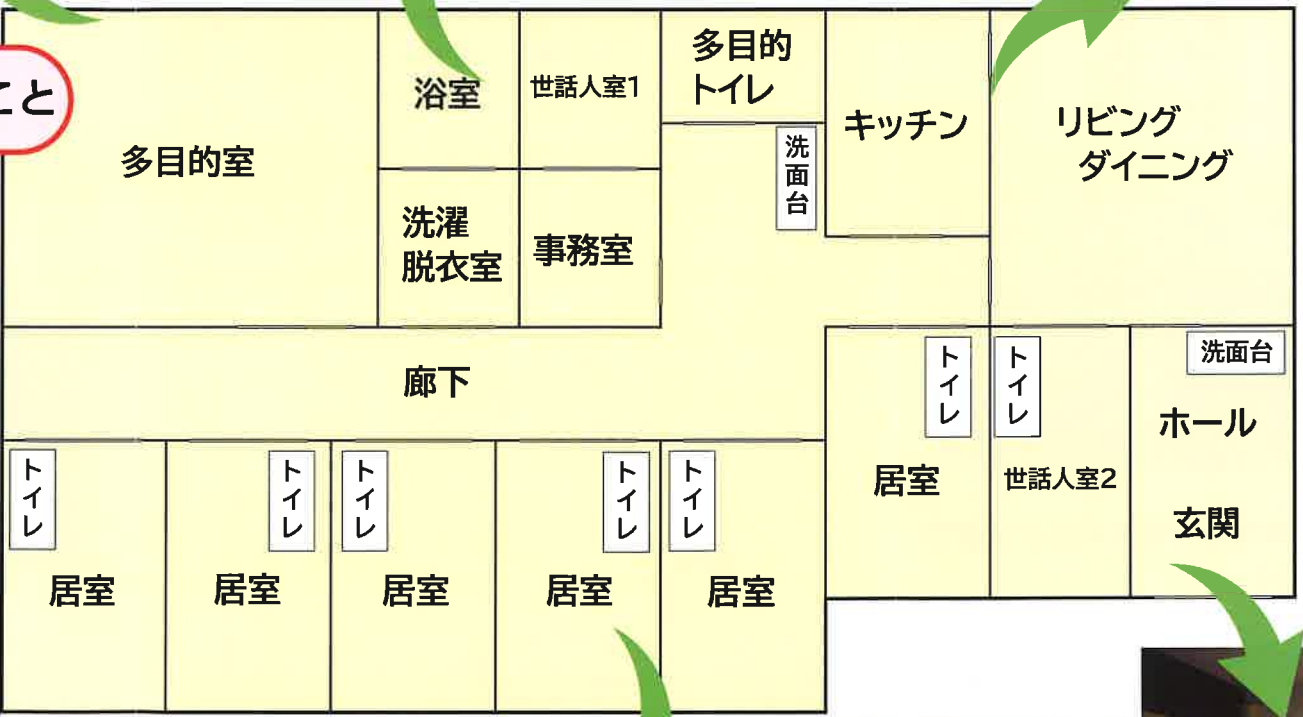 こと
多目的室
浴室
世話人室1
多目的
トイレ
キッチン
リビング
ダイニング
洗面台
洗濯
脱衣室
事務室
廊下
トイレ
トイレ
洗面台
ホール
居室
世話人室2
玄関
トイレ
トイレ
トイレ
トイレ
トイレ
居室
居室
居室
居室
居室